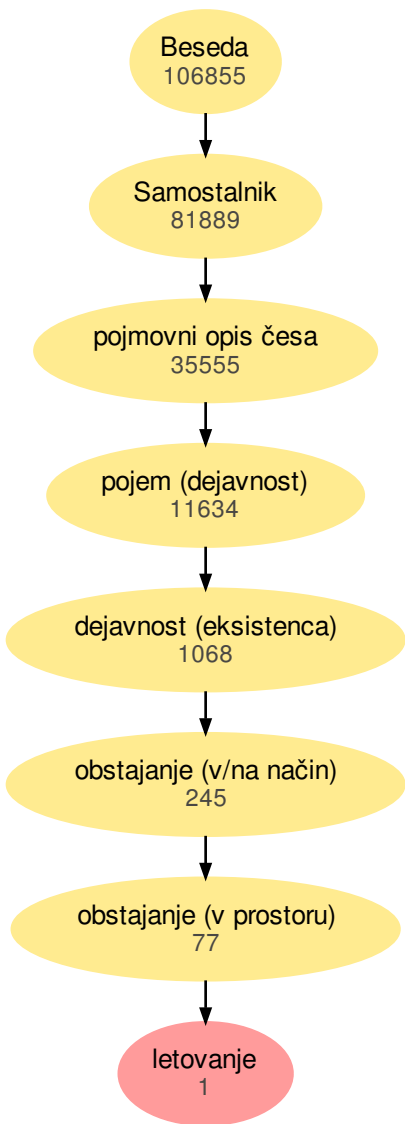 Beseda
106855
Samostalnik
81889
pojmovni opis česa
35555
pojem (dejavnost)
11634
dejavnost (eksistenca)
1068
obstajanje (v/na način)
245
obstajanje (v prostoru)
77
letovanje
1